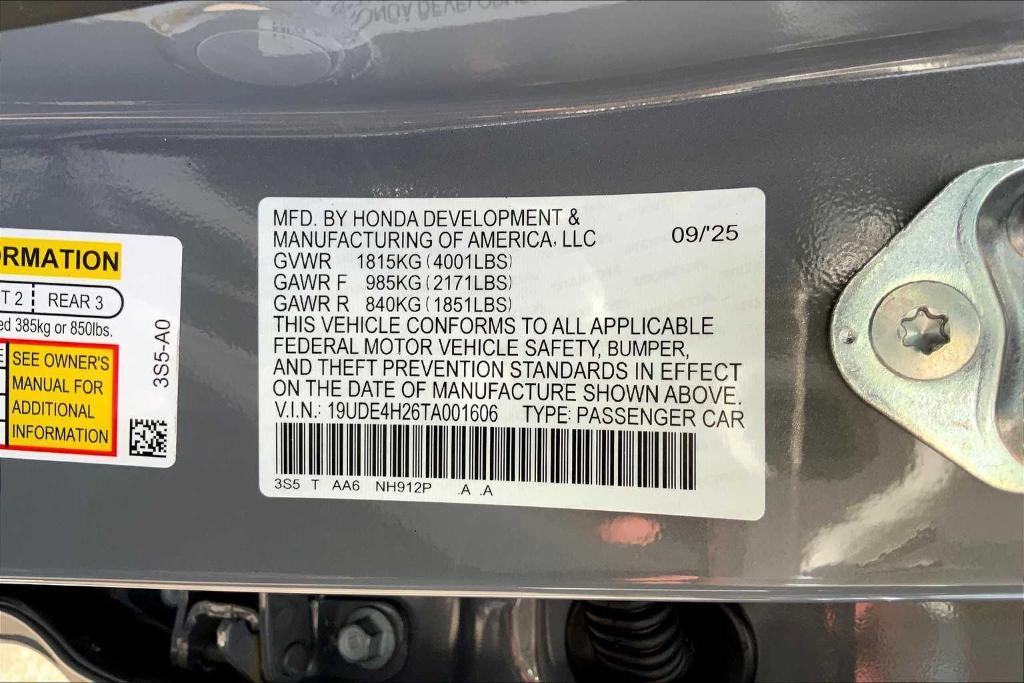 RMATION
T 2 REAR 3
ed 385kg or 850lbs.
SEE OWNER'S
MANUAL FOR
ADDITIONAL
INFORMATION
3S5-A0
MFD. BY HONDA DEVELOPMENT &
MANUFACTURING OF AMERICA, LLC 09/'25
GVWR 1815KG (4001LBS)
GAWR F 985KG (2171LBS)
GAWR R 840KG (1851LBS)
THIS VEHICLE CONFORMS TO ALL APPLICABLE
FEDERAL MOTOR VEHICLE SAFETY, BUMPER,
AND THEFT PREVENTION STANDARDS IN EFFECT
ON THE DATE OF MANUFACTURE SHOWN ABOVE.
V.I.N.: 19UDE4H26TA001606 TYPE: PASSENGER CAR
3S5 T AA6 NH912P .A .A